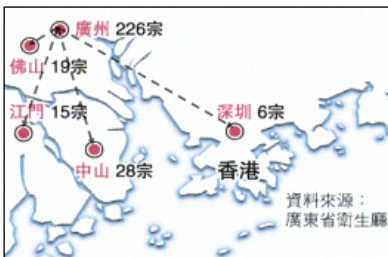 廣州 226宗
佛山 19宗
江門 15宗
深圳 6宗
中山 28宗
香港
資料來源：
廣東省衛生廳